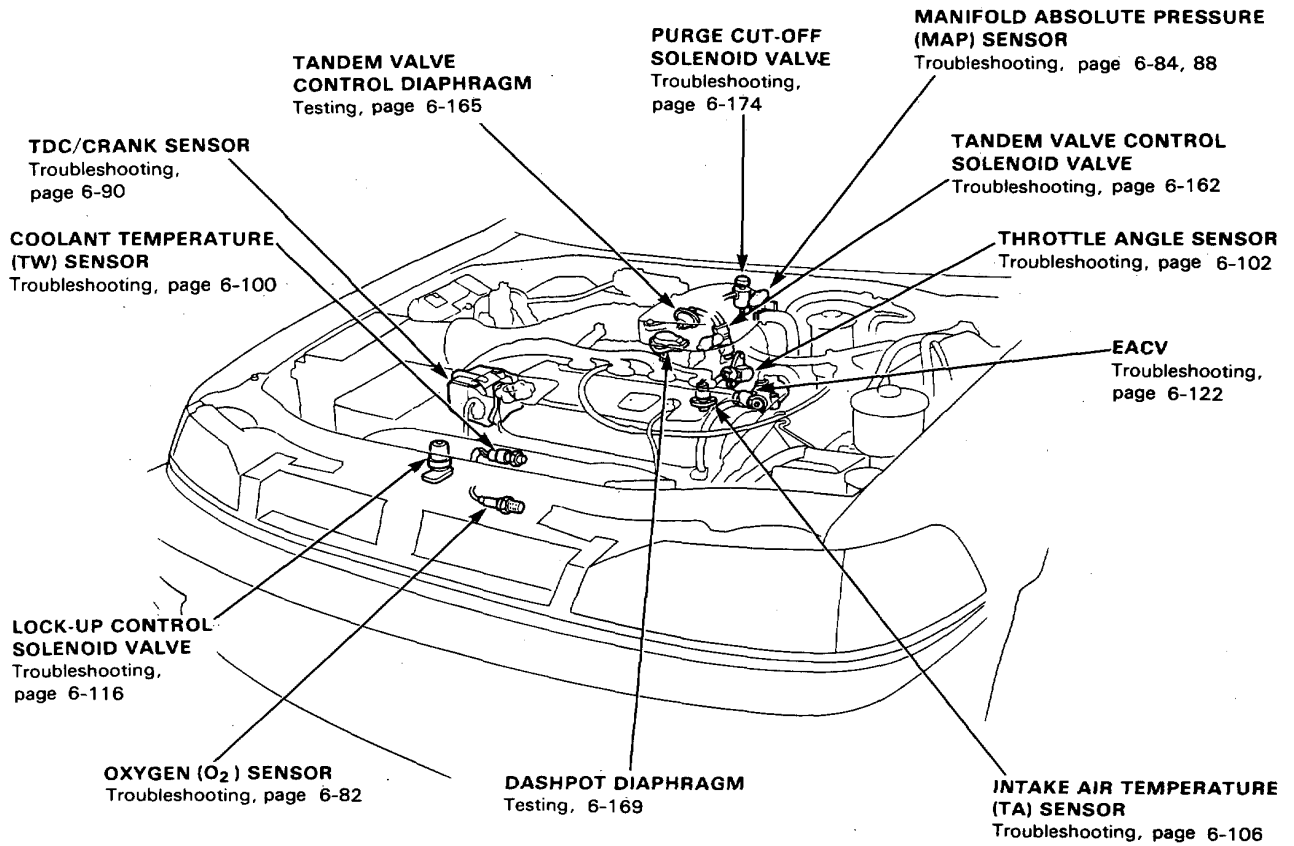 MANIFOLD ABSOLUTE PRESSURE
(MAP) SENSOR
Troubleshooting, page 6-84, 88
PURGE CUT-OFF
SOLENOID VALVE
Troubleshooting,
page 6-174
TANDEM VALVE
CONTROL DIAPHRAGM
Testing, page 6-165
TDC/CRANK SENSOR
Troubleshooting,
page 6-90
TANDEM VALVE CONTROL
SOLENOID VALVE
Troubleshooting, page 6-162
COOLANT TEMPERATURE
(TW) SENSOR
Troubleshooting, page 6-100
THROTTLE ANGLE SENSOR
Troubleshooting, page 6-102
EACV
Troubleshooting,
page 6-122
LOCK-UP CONTROL
SOLENOID VALVE
Troubleshooting,
page 6-116
OXYGEN (O₂) SENSOR
Troubleshooting, page 6-82
DASHPOT DIAPHRAGM
Testing, 6-169
INTAKE AIR TEMPERATURE
(TA) SENSOR
Troubleshooting, page 6-106